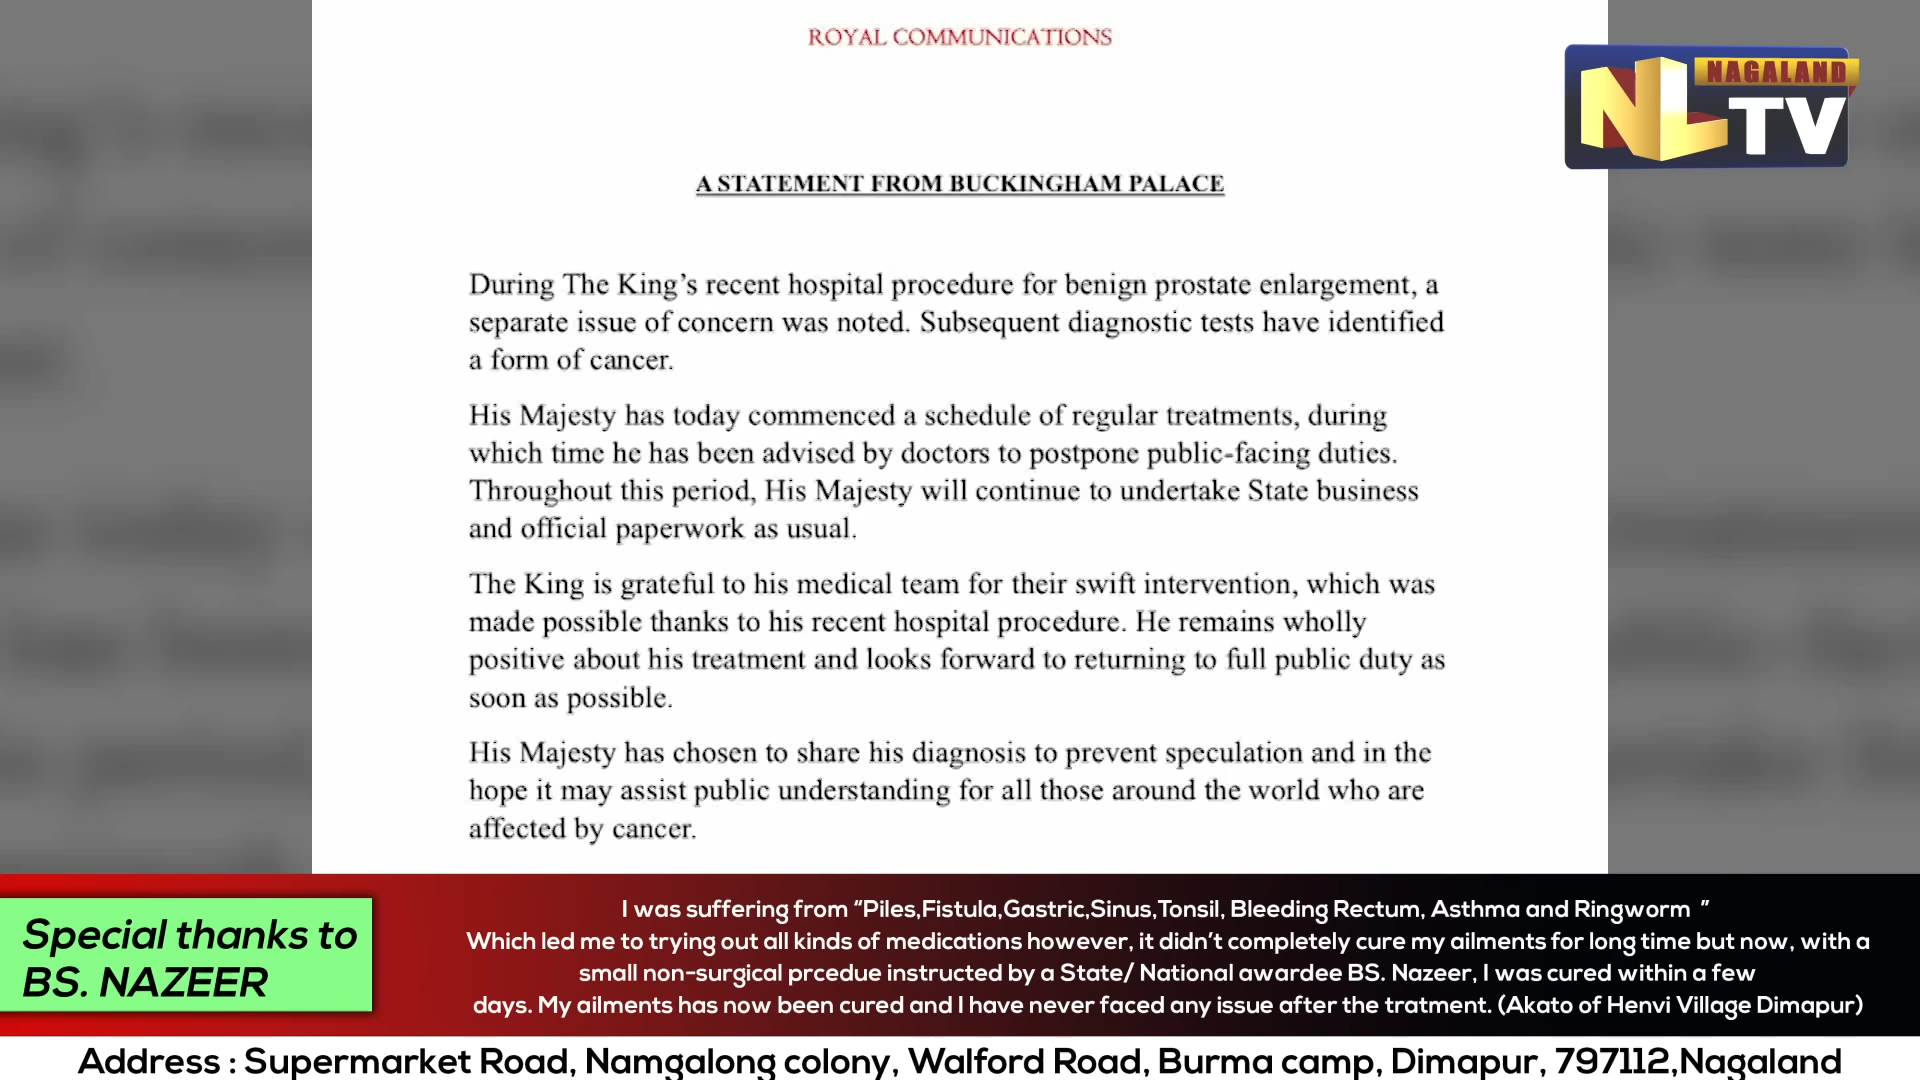 ROYAL COMMUNICATIONS
NAGALAND
NL TV
A STATEMENT FROM BUCKINGHAM PALACE
During The King’s recent hospital procedure for benign prostate enlargement, a
separate issue of concern was noted. Subsequent diagnostic tests have identified
a form of cancer.
His Majesty has today commenced a schedule of regular treatments, during
which time he has been advised by doctors to postpone public-facing duties.
Throughout this period, His Majesty will continue to undertake State business
and official paperwork as usual.
The King is grateful to his medical team for their swift intervention, which was
made possible thanks to his recent hospital procedure. He remains wholly
positive about his treatment and looks forward to returning to full public duty as
soon as possible.
His Majesty has chosen to share his diagnosis to prevent speculation and in the
hope it may assist public understanding for all those around the world who are
affected by cancer.
Special thanks to
BS. NAZEER
I was suffering from “Piles,Fistula,Gastric,Sinus,Tonsil, Bleeding Rectum, Asthma and Ringworm ”
Which led me to trying out all kinds of medications however, it didn’t completely cure my ailments for long time but now, with a
small non-surgical prcedue instructed by a State/ National awardee BS. Nazeer, I was cured within a few
days. My ailments has now been cured and I have never faced any issue after the tratment. (Akato of Henvi Village Dimapur)
Address : Supermarket Road, Namgalong colony, Walford Road, Burma camp, Dimapur, 797112,Nagaland